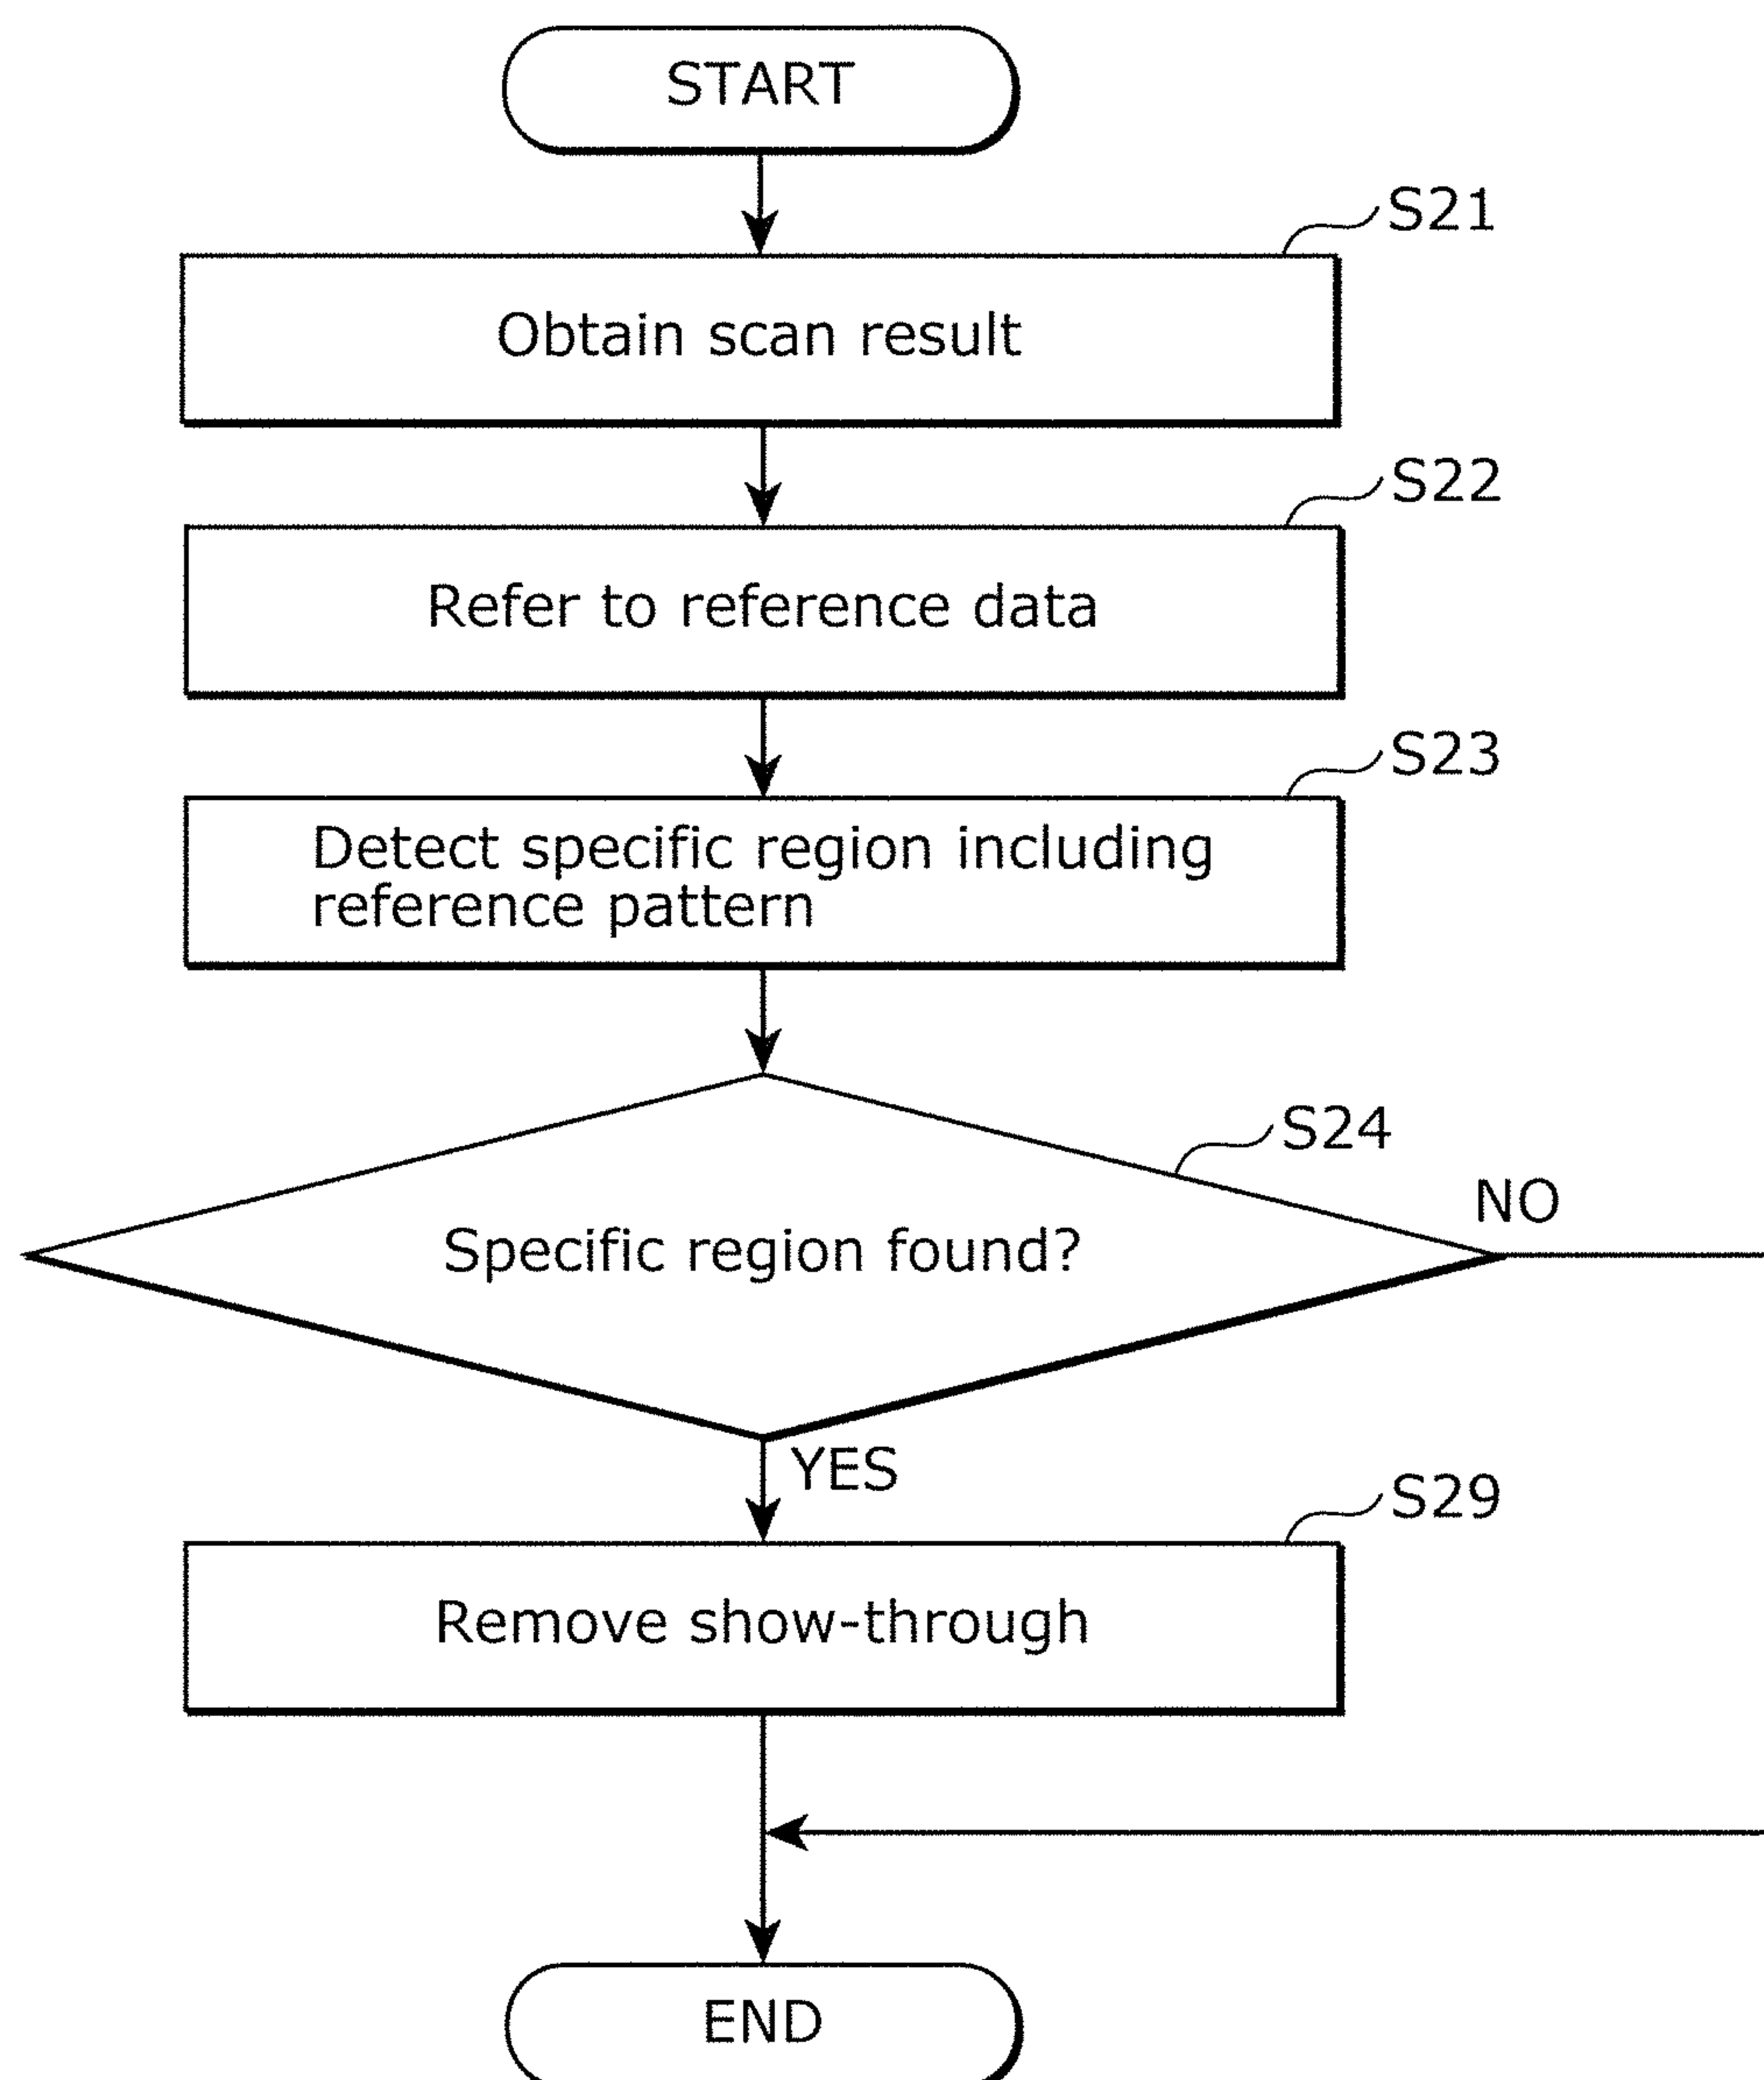 START
S21
Obtain scan result
S22
Refer to reference data
S23
Detect specific region including
reference pattern
S24
NO
Specific region found?
YES
S29
Remove show-through
END